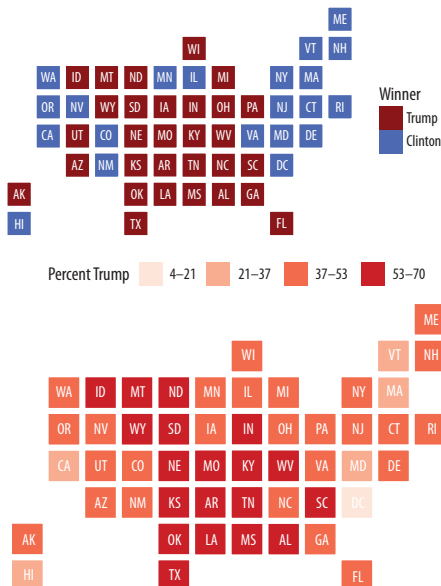 ME
WI VT NH
WA ID MT ND MN IL MI NY MA
OR NV WY SD IA IN OH PA NJ CT RI
CA UT CO NE MO KY WV VA MD DE
AZ NM KS AR TN NC SC DC
AK OK LA MS AL GA
HI TX FL
Winner
Trump
Clinton
Percent Trump 4–21 21–37 37–53 53–70
ME
WI VT NH
WA ID MT ND MN IL MI NY MA
OR NV WY SD IA IN OH PA NJ CT RI
CA UT CO NE MO KY WV VA MD DE
AZ NM KS AR TN NC SC DC
AK OK LA MS AL GA
HI TX FL